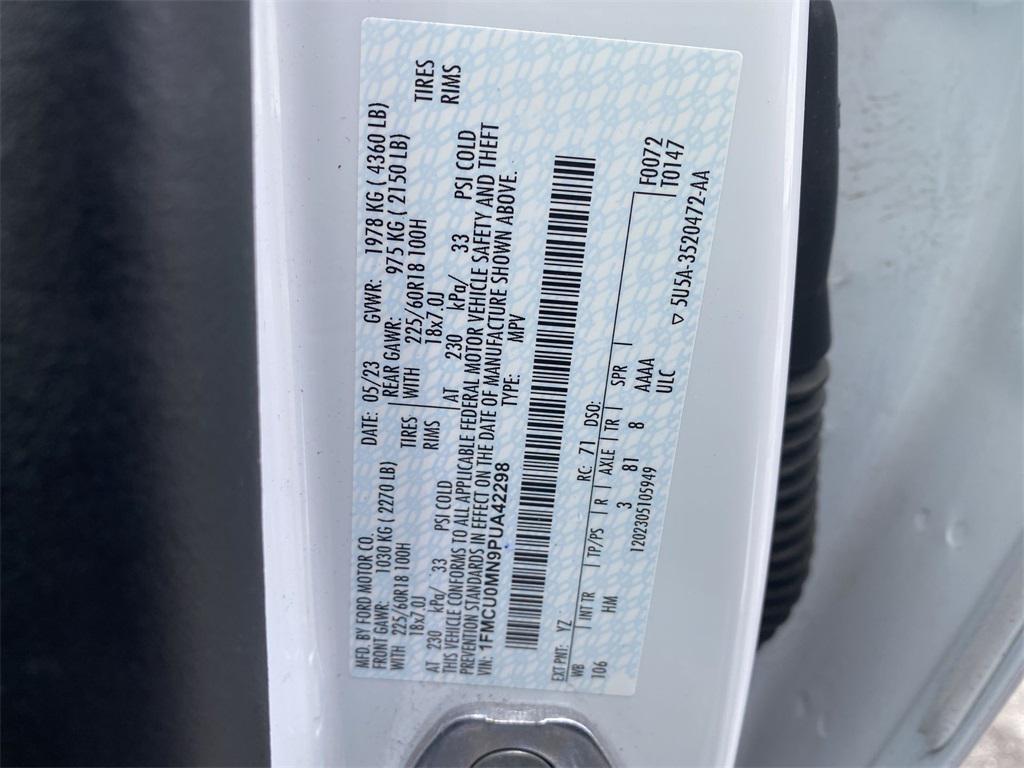 MFD. BY FORD MOTOR CO. DATE: 05/23 GVWR: 1978 KG ( 4360 LB)
FRONT GAWR: 1030 KG ( 2270 LB) REAR GAWR: 975 KG ( 2150 LB)
WITH 225/60R18 100H TIRES WITH 225/60R18 100H TIRES
18x7.0J RIMS 18x7.0J RIMS
AT 230 kPa/ 33 PSI COLD AT 230 kPa/ 33 PSI COLD
THIS VEHICLE CONFORMS TO ALL APPLICABLE FEDERAL MOTOR VEHICLE SAFETY AND THEFT
PREVENTION STANDARDS IN EFFECT ON THE DATE OF MANUFACTURE SHOWN ABOVE.
VIN: 1FMCU0MN9PUA42298 TYPE: MPV
EXT PNT: YZ RC: 71 DSO: F0072
WB INT TR TP/PS R AXLE TR SPR T0147
106 HM 3 81 8 AAAA
ULC
1202305105949 5U5A-3520472-AA